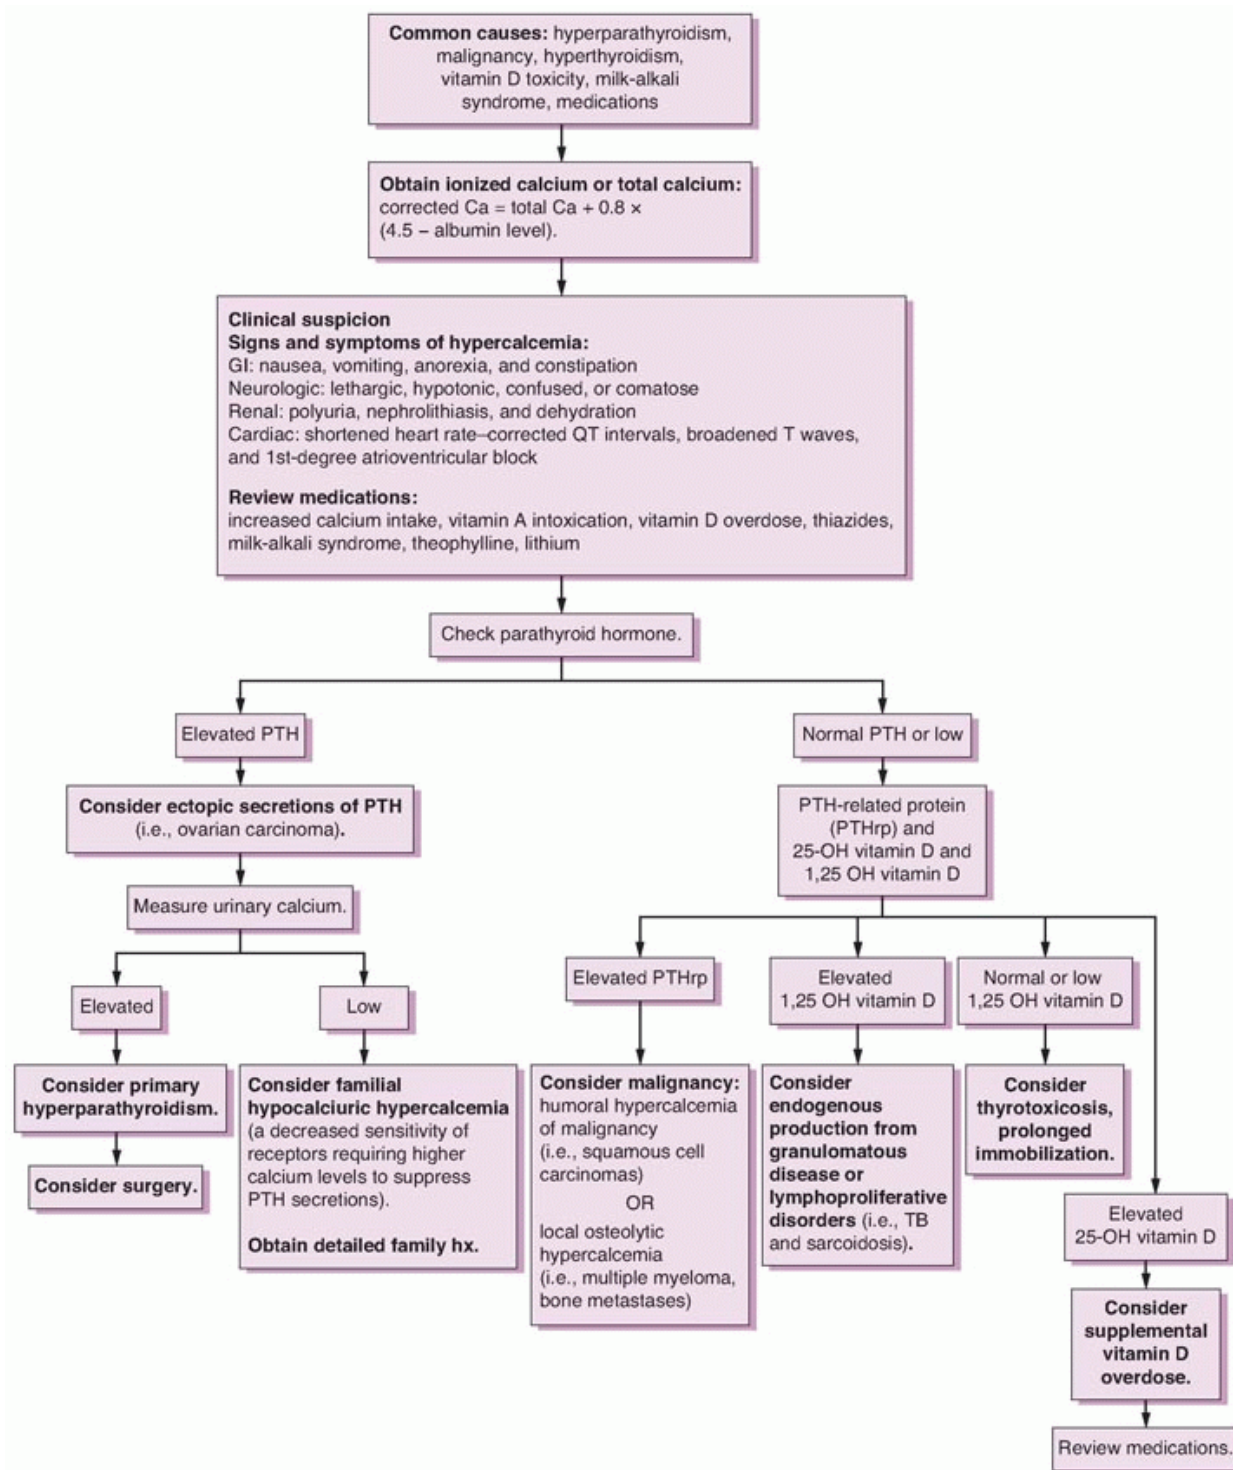 Common causes: hyperparathyroidism,
malignancy, hyperthyroidism,
vitamin D toxicity, milk-alkali
syndrome, medications
Obtain ionized calcium or total calcium:
corrected Ca = total Ca + 0.8 ×
(4.5 – albumin level).
Clinical suspicion
Signs and symptoms of hypercalcemia:
GI: nausea, vomiting, anorexia, and constipation
Neurologic: lethargic, hypotonic, confused, or comatose
Renal: polyuria, nephrolithiasis, and dehydration
Cardiac: shortened heart rate–corrected QT intervals, broadened T waves,
and 1st-degree atrioventricular block
Review medications:
increased calcium intake, vitamin A intoxication, vitamin D overdose, thiazides,
milk-alkali syndrome, theophylline, lithium
Check parathyroid hormone.
Elevated PTH
Consider ectopic secretions of PTH
(i.e., ovarian carcinoma).
Measure urinary calcium.
Elevated
Consider primary
hyperparathyroidism.
Consider surgery.
Low
Consider familial
hypocalciuric hypercalcemia
(a decreased sensitivity of
receptors requiring higher
calcium levels to suppress
PTH secretions).
Obtain detailed family hx.
Normal PTH or low
PTH-related protein
(PTHrp) and
25-OH vitamin D and
1,25 OH vitamin D
Elevated PTHrp
Consider malignancy:
humoral hypercalcemia
of malignancy
(i.e., squamous cell
carcinomas)
OR
local osteolytic
hypercalcemia
(i.e., multiple myeloma,
bone metastases)
Elevated
1,25 OH vitamin D
Consider
endogenous
production from
granulomatous
disease or
lymphoproliferative
disorders (i.e., TB
and sarcoidosis).
Normal or low
1,25 OH vitamin D
Consider
thyrotoxicosis,
prolonged
immobilization.
Elevated
25-OH vitamin D
Consider
supplemental
vitamin D
overdose.
Review medications.